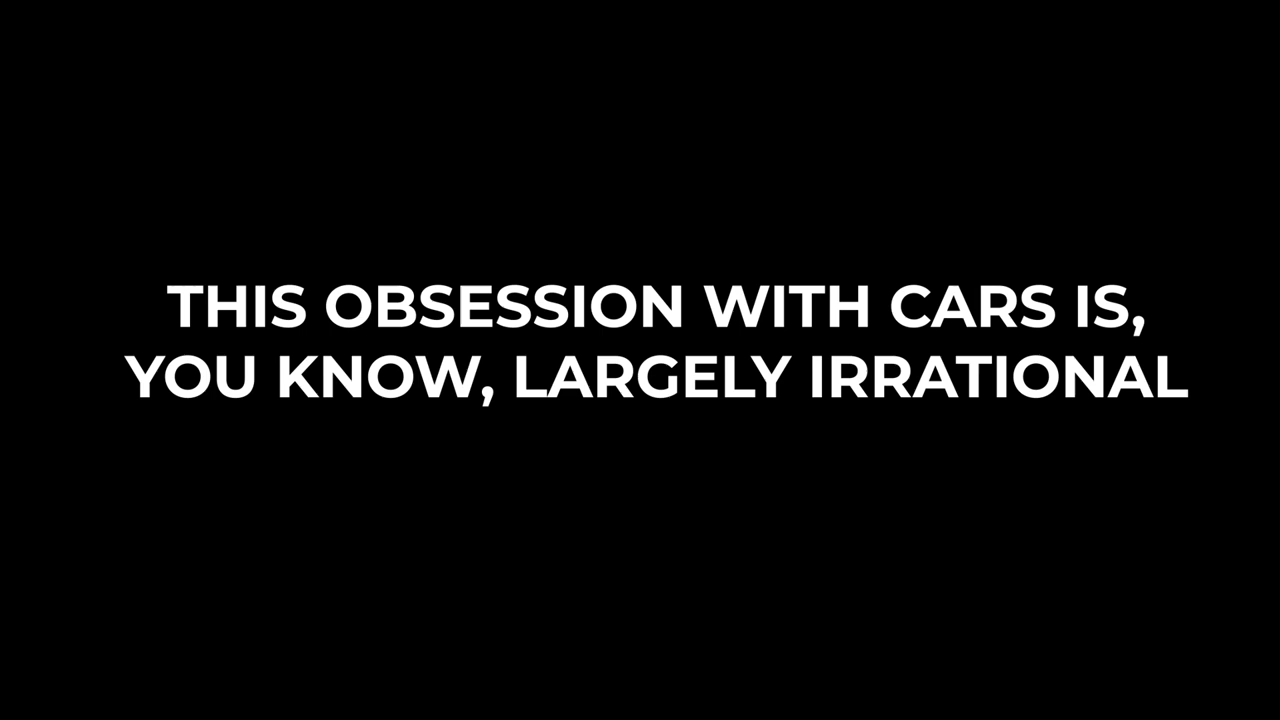 THIS OBSESSION WITH CARS IS,
YOU KNOW, LARGELY IRRATIONAL